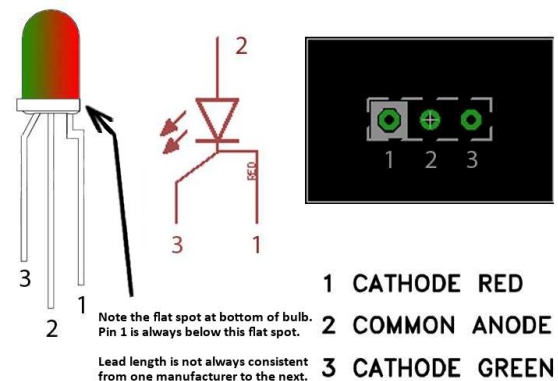 2
RED
3
1
1
2
3
3
2
1
Note the flat spot at bottom of bulb.
Pin 1 is always below this flat spot.
Lead length is not always consistent
from one manufacturer to the next.
1 CATHODE RED
2 COMMON ANODE
3 CATHODE GREEN